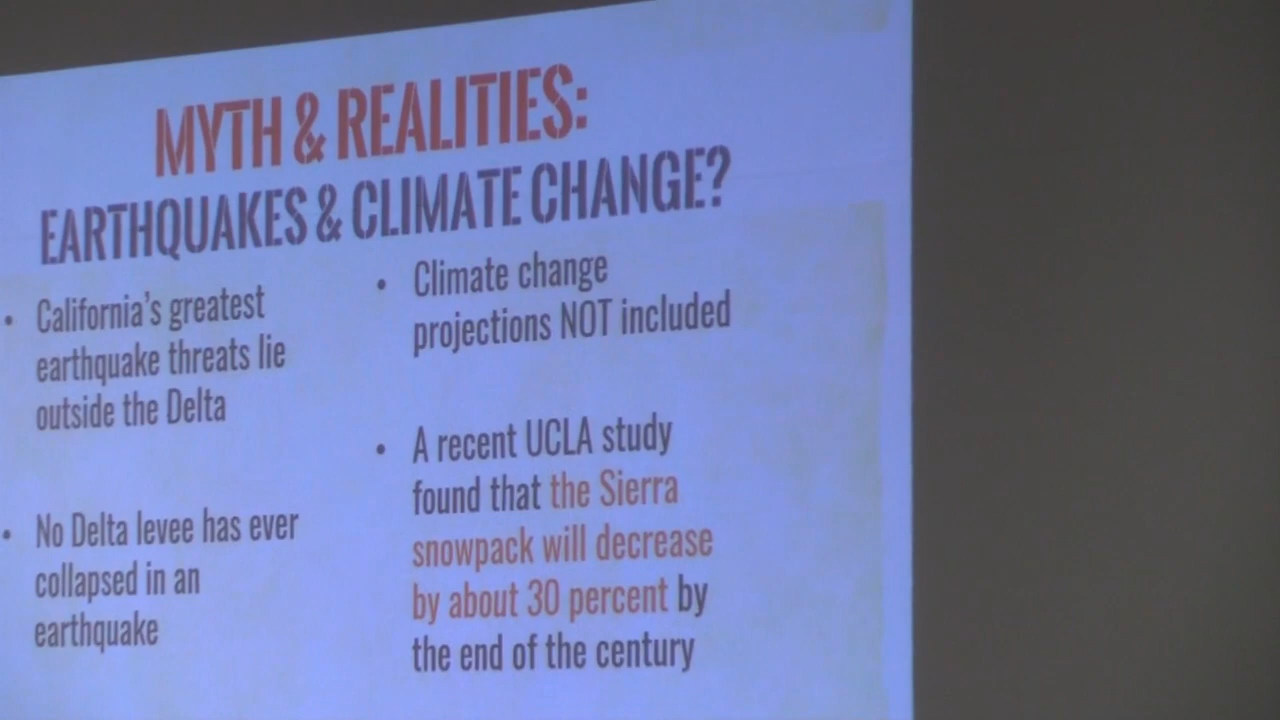 MYTH & REALITIES:
EARTHQUAKES & CLIMATE CHANGE?
• California's greatest
earthquake threats lie
outside the Delta
• No Delta levee has ever
collapsed in an
earthquake
• Climate change
projections NOT included
• A recent UCLA study
found that the Sierra
snowpack will decrease
by about 30 percent by
the end of the century